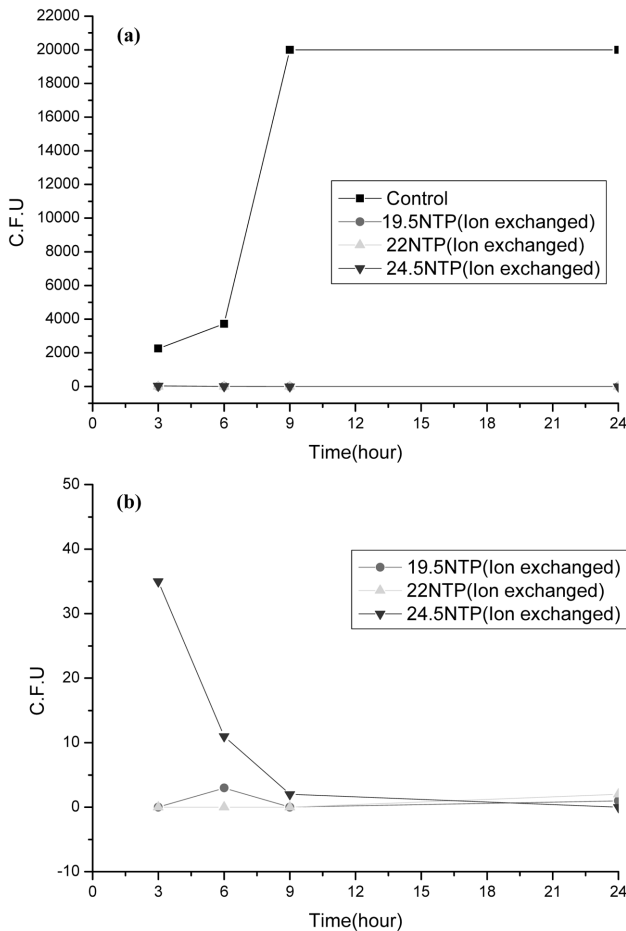 (a)
22000
20000
18000
16000
14000
12000
10000
8000
6000
4000
2000
0
C.F.U
Control
19.5NTP(Ion exchanged)
22NTP(Ion exchanged)
24.5NTP(Ion exchanged)
0 3 6 9 12 15 18 21 24
Time(hour)
(b)
50
40
30
20
10
0
-10
C.F.U
19.5NTP(Ion exchanged)
22NTP(Ion exchanged)
24.5NTP(Ion exchanged)
0 3 6 9 12 15 18 21 24
Time(hour)